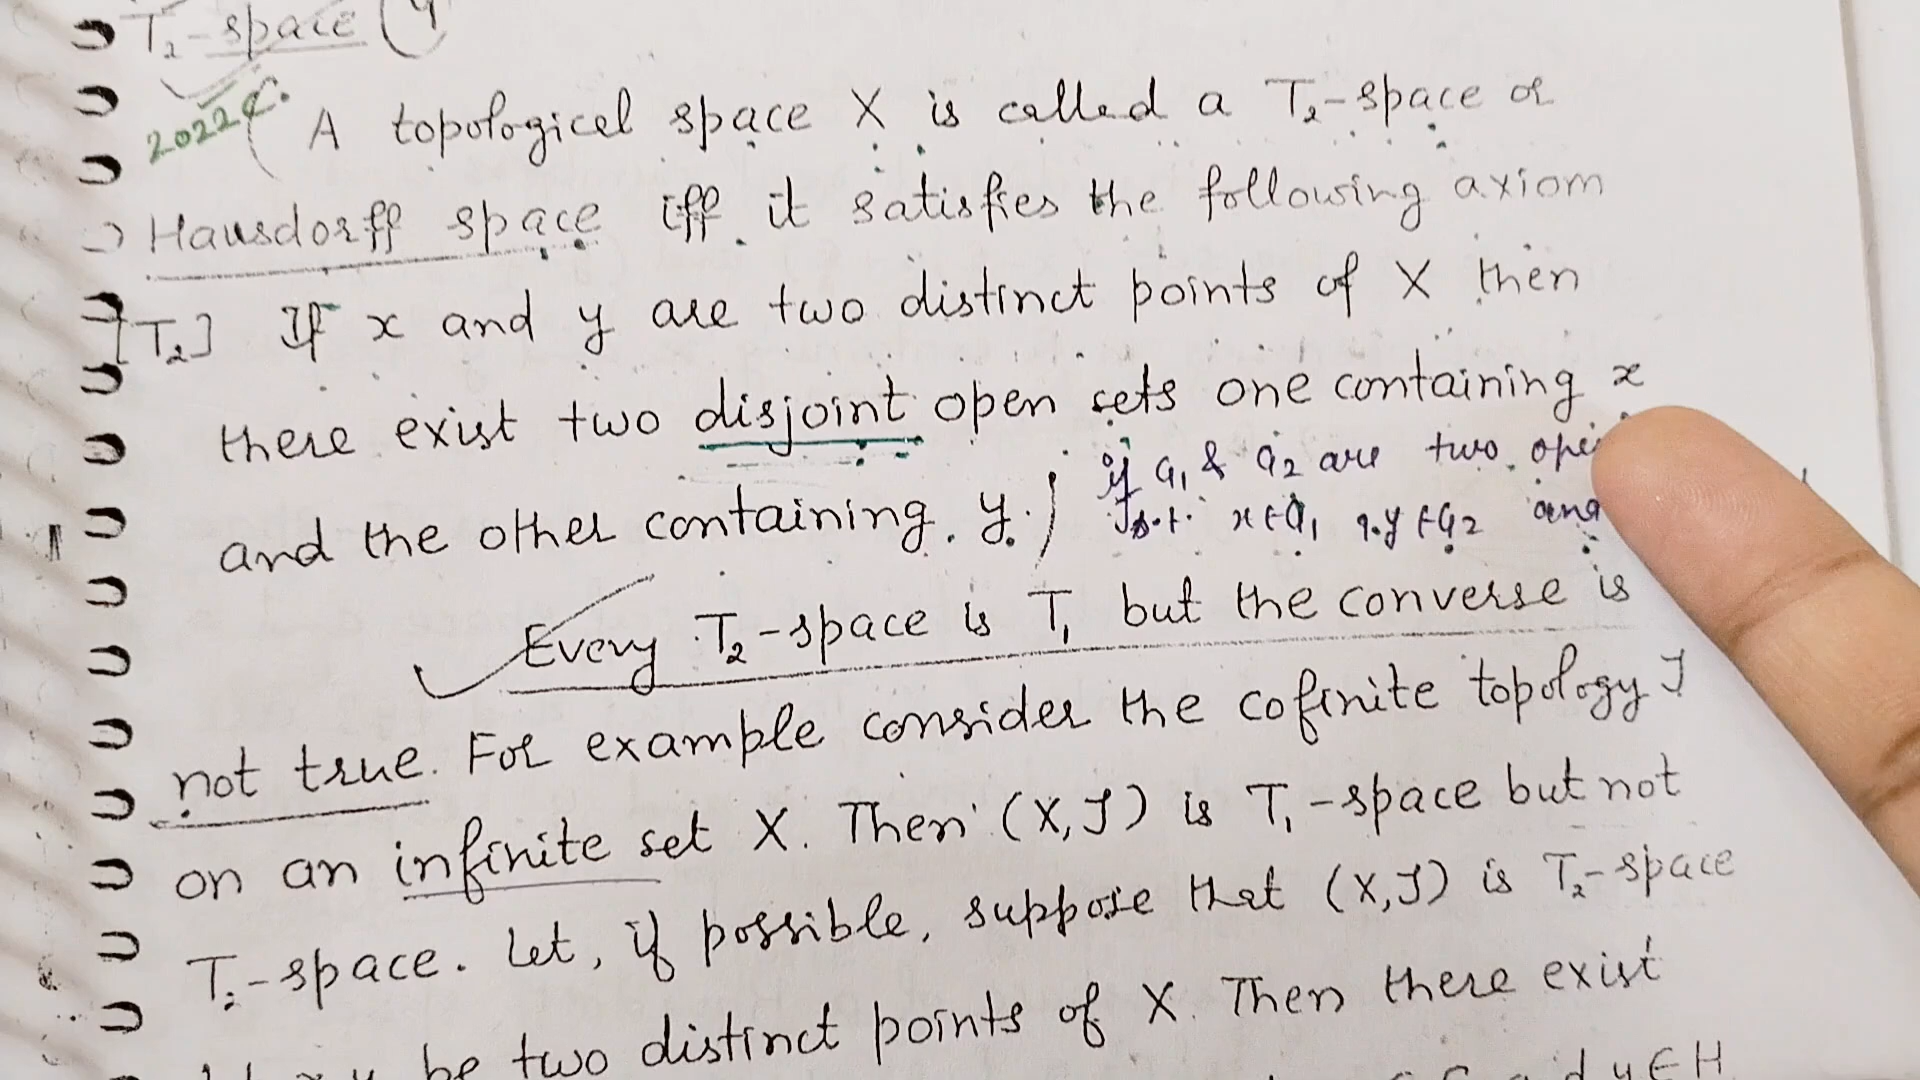 T₂-space (4
2022C. A topological space X is called a T₂-space or
Hausdorff space iff it satisfies the following axiom
[T₂] If x and y are two distinct points of X then
there exist two disjoint open sets one containing x
and the other containing y.
if G₁ & G₂ are two ope
s.t. x∈G₁, y∈G₂ and
Every T₂-space is T₁ but the converse is
not true. For example consider the cofinite topology J
on an infinite set X. Then (X, J) is T₁-space but not
T₂-space. Let, if possible, suppose that (X, J) is T₂-space
x, y be two distinct points of X. Then there exist
y∈H